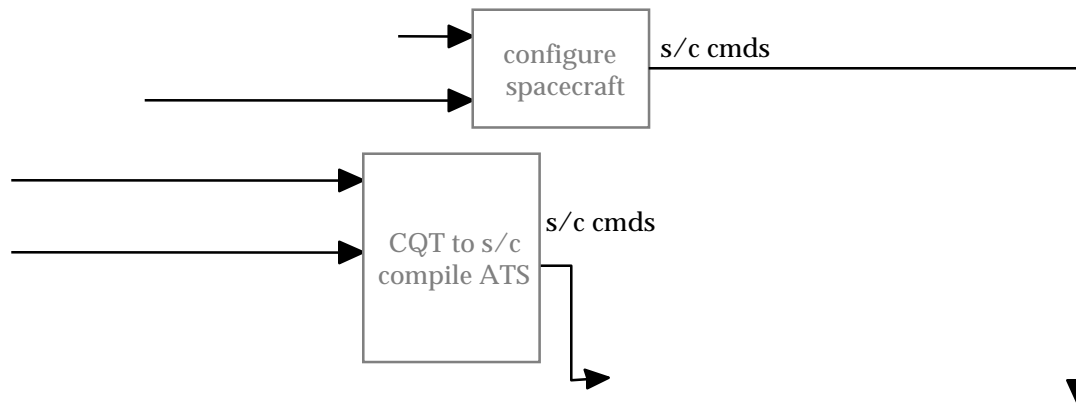 configure
spacecraft
s/c cmds
CQT to s/c
compile ATS
s/c cmds